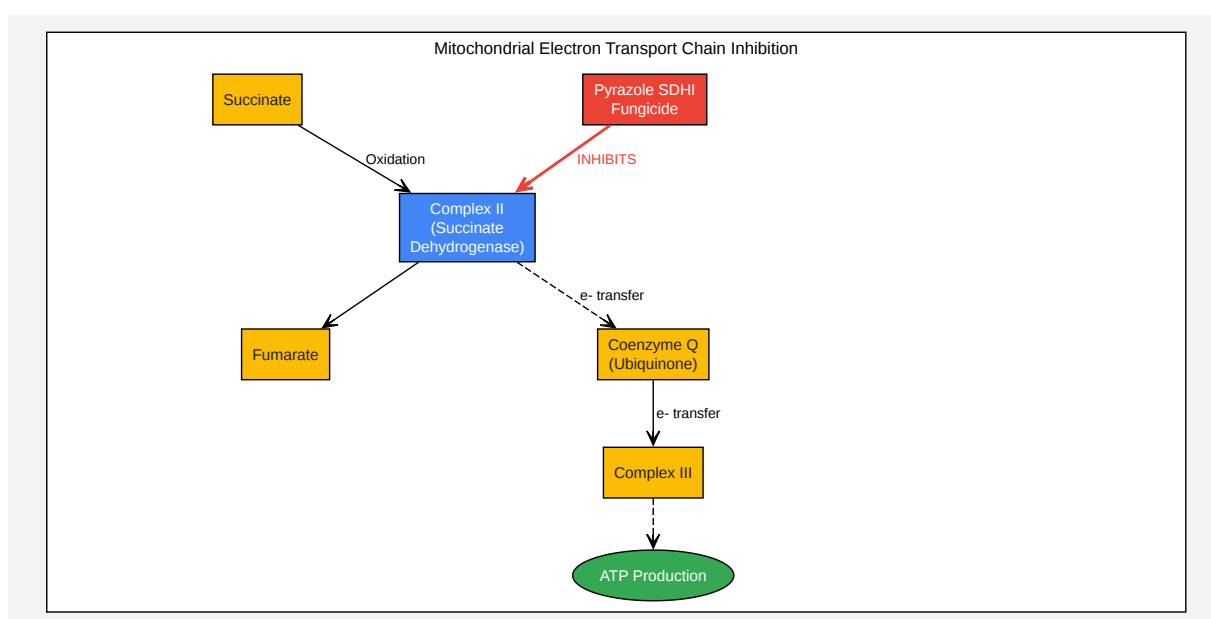 Mitochondrial Electron Transport Chain Inhibition
Succinate
Pyrazole SDHI
Fungicide
Oxidation
INHIBITS
Complex II
(Succinate
Dehydrogenase)
e- transfer
Fumarate
Coenzyme Q
(Ubiquinone)
e- transfer
Complex III
ATP Production